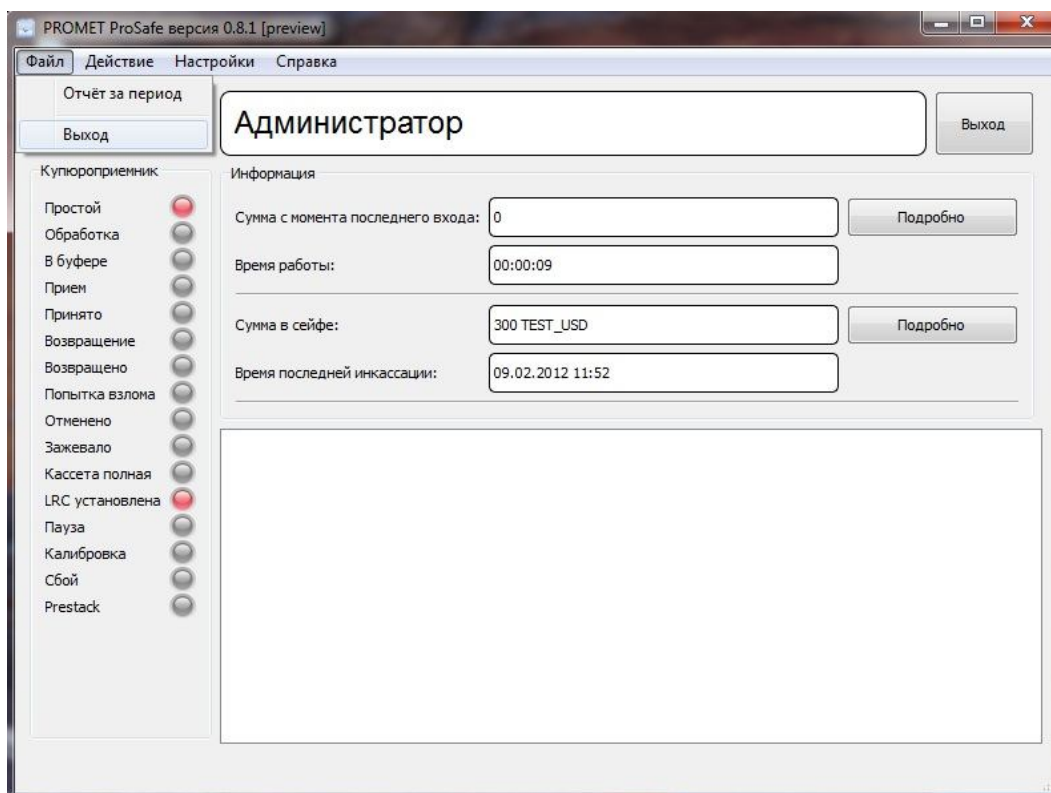 PROMET ProSafe версия 0.8.1 [preview]
Файл Действие Настройки Справка
Отчёт за период
Выход
Администратор
Выход
Купюроприемник
Простой
Обработка
В буфере
Прием
Принято
Возвращение
Возвращено
Попытка взлома
Отменено
Зажевало
Кассета полная
LRC установлена
Пауза
Калибровка
Сбой
Prestack
Информация
Сумма с момента последнего входа: 0 Подробно
Время работы: 00:00:09
Сумма в сейфе: 300 TEST_USD Подробно
Время последней инкассации: 09.02.2012 11:52